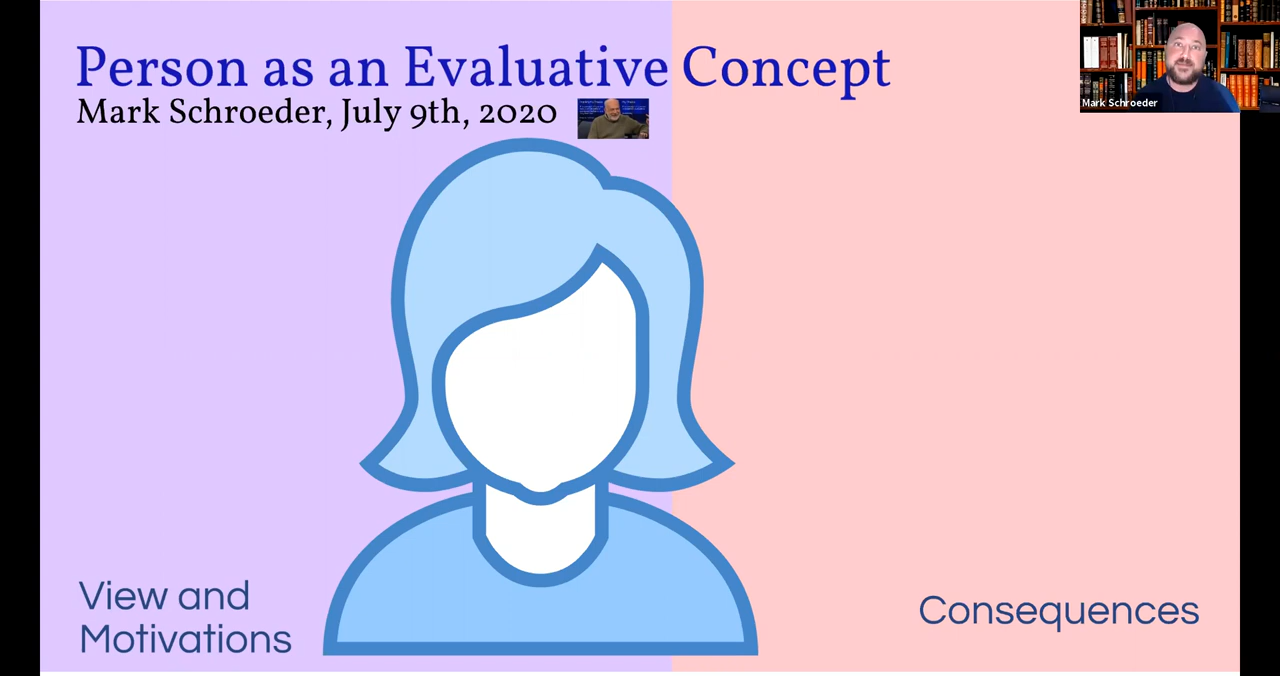 Person as an Evaluative Concept
Mark Schroeder, July 9th, 2020
Mark Schroeder
View and
Motivations
Consequences